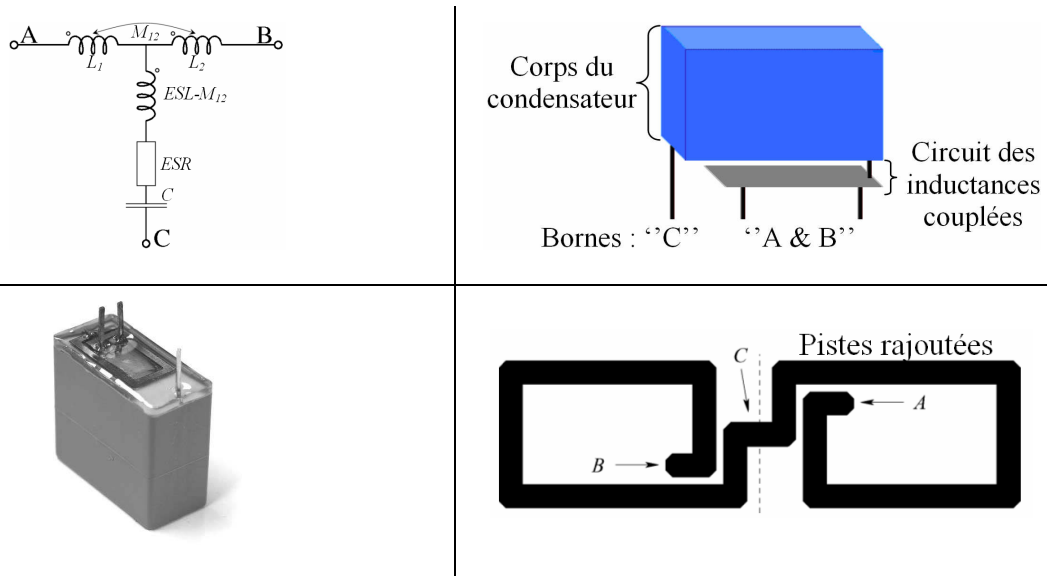 A
M12
B
L1
L2
ESL-M12
ESR
C
C
Corps du
condensateur
Circuit des
inductances
couplées
Bornes : ‘’C’’
‘’A & B’’
Pistes rajoutées
C
A
B